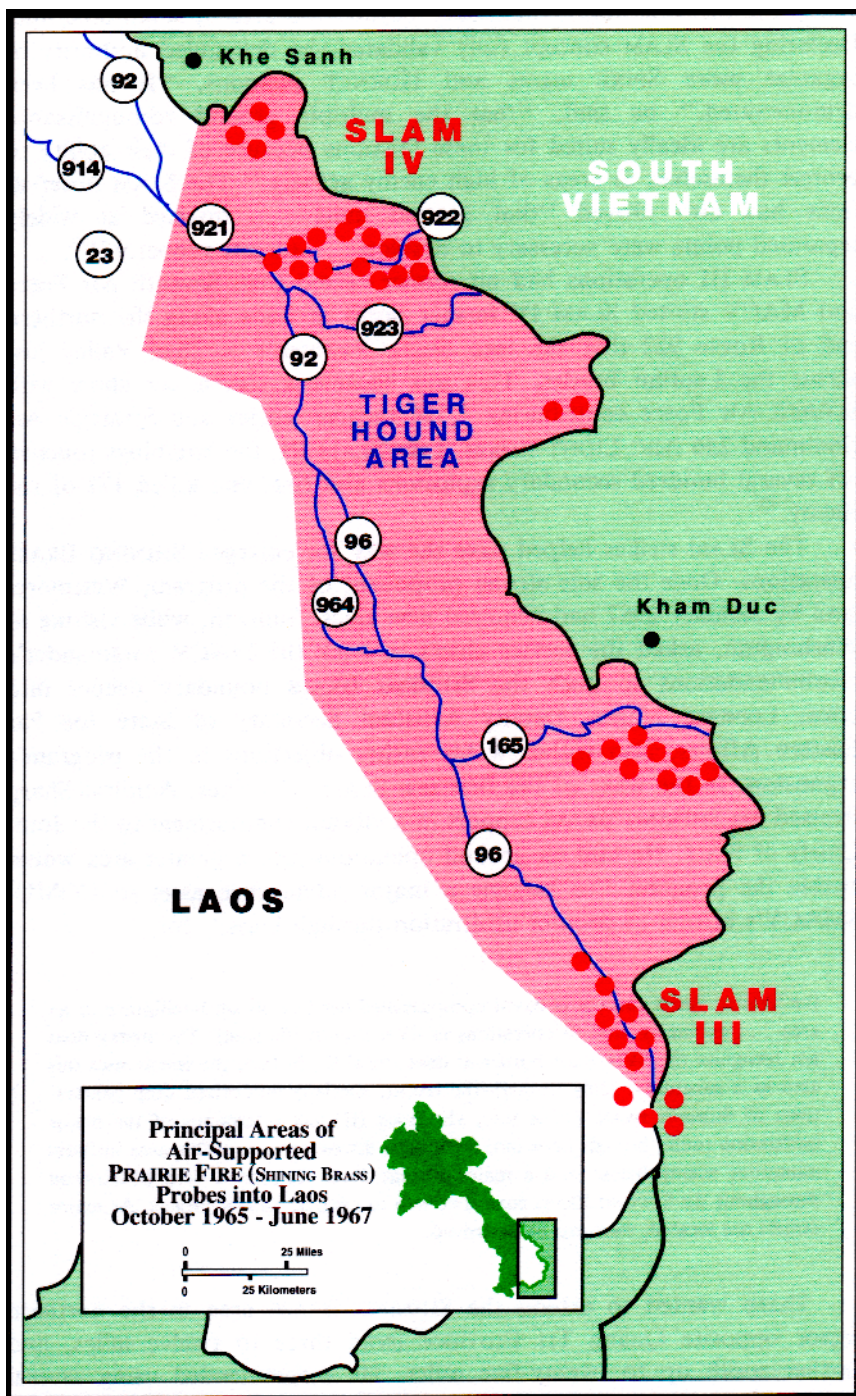 Khe Sanh
92
SLAM
IV
914
SOUTH
VIETNAM
921
922
23
923
92
TIGER
HOUND
AREA
96
964
Kham Duc
165
96
LAOS
SLAM
III
Principal Areas of
Air-Supported
PRAIRIE FIRE (SHINING BRASS)
Probes into Laos
October 1965 - June 1967
0 25 Miles
0 25 Kilometers